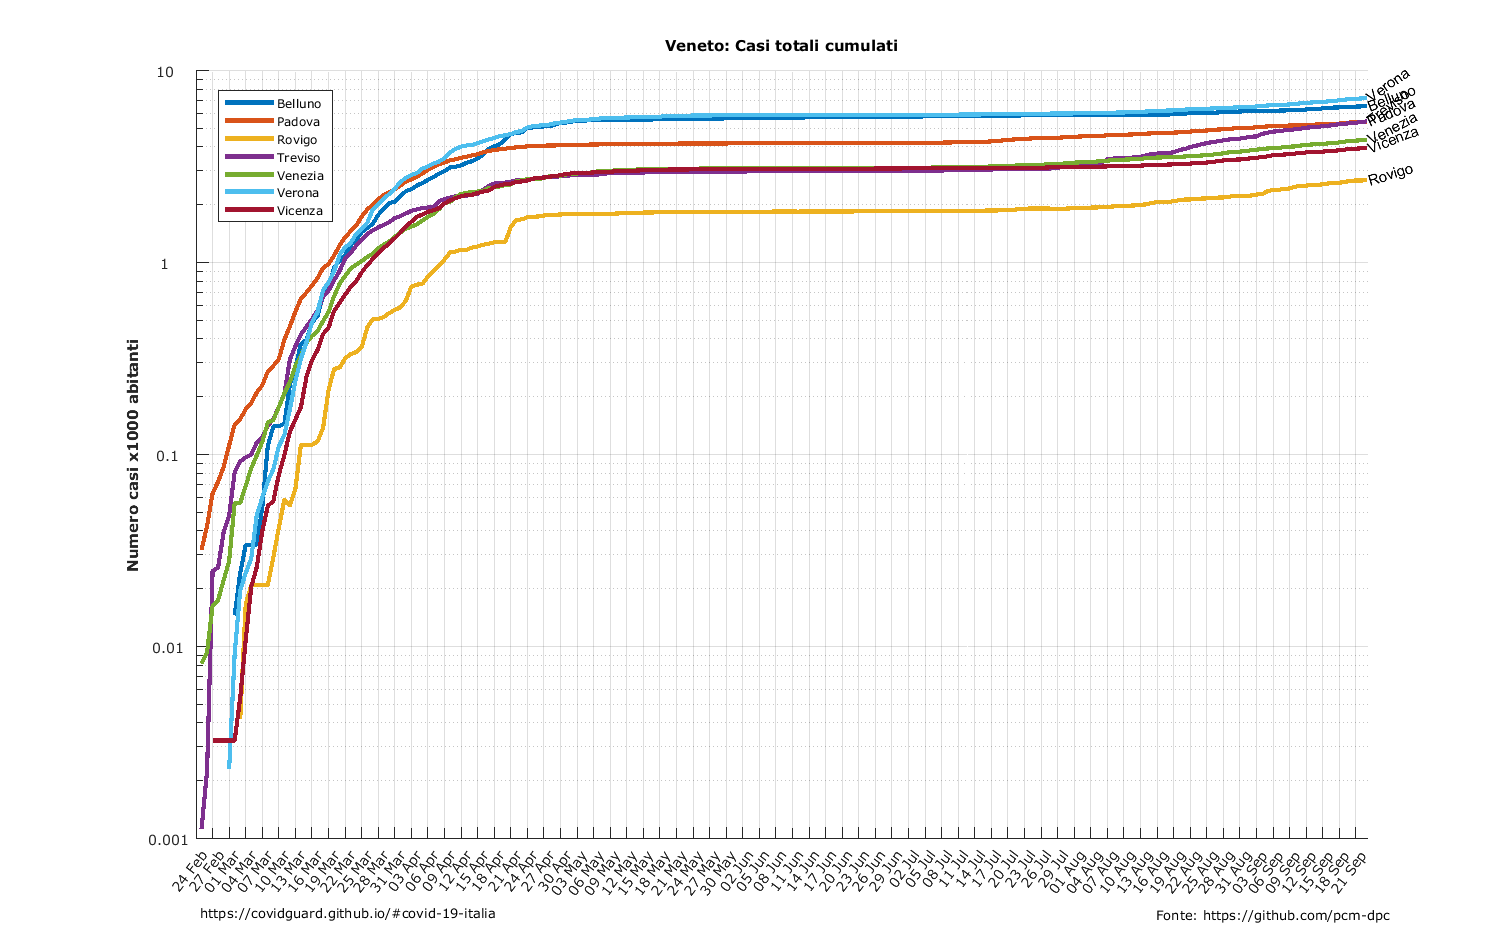 Veneto: Casi totali cumulati
Numero casi x1000 abitanti
10
1
0.1
0.01
0.001
Belluno
Padova
Rovigo
Treviso
Venezia
Verona
Vicenza
Verona
Belluno
Treviso
Padova
Venezia
Vicenza
Rovigo
24 Feb
27 Feb
01 Mar
04 Mar
07 Mar
10 Mar
13 Mar
16 Mar
19 Mar
22 Mar
25 Mar
28 Mar
31 Mar
03 Apr
06 Apr
09 Apr
12 Apr
15 Apr
18 Apr
21 Apr
24 Apr
27 Apr
30 Apr
03 May
06 May
09 May
12 May
15 May
18 May
21 May
24 May
27 May
30 May
02 Jun
05 Jun
08 Jun
11 Jun
14 Jun
17 Jun
20 Jun
23 Jun
26 Jun
29 Jun
02 Jul
05 Jul
08 Jul
11 Jul
14 Jul
17 Jul
20 Jul
23 Jul
26 Jul
29 Jul
01 Aug
04 Aug
07 Aug
10 Aug
13 Aug
16 Aug
19 Aug
22 Aug
25 Aug
28 Aug
31 Aug
03 Sep
06 Sep
09 Sep
12 Sep
15 Sep
18 Sep
21 Sep
https://covidguard.github.io/#covid-19-italia
Fonte: https://github.com/pcm-dpc